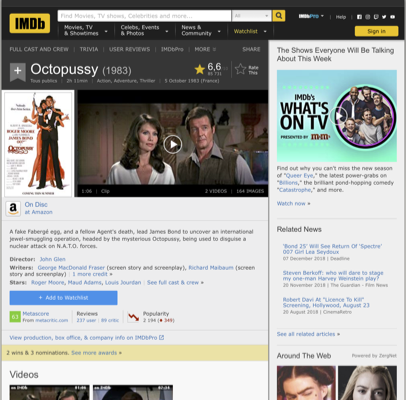 IMDb
Find Movies, TV shows, Celebrities and more...
All
IMDbPro
Help
Movies, TV & Showtimes
Celebs, Events & Photos
News & Community
Watchlist
Sign in
FULL CAST AND CREW | TRIVIA | USER REVIEWS | IMDbPro | MORE
SHARE
Octopussy (1983)
6,6
Rate This
Tous publics | 2h 11min | Action, Adventure, Thriller | 5 October 1983 (France)
ROGER MOORE
OCTOPUSSY
1:06 | Clip
2 VIDEOS | 164 IMAGES
On Disc
at Amazon
A fake Fabergé egg, and a fellow Agent's death, lead James Bond to uncover an international
jewel-smuggling operation, headed by the mysterious Octopussy, being used to disguise a
nuclear attack on N.A.T.O. forces.
Director: John Glen
Writers: George MacDonald Fraser (screen story and screenplay), Richard Maibaum (screen
story and screenplay) | 1 more credit »
Stars: Roger Moore, Maud Adams, Louis Jourdan | See full cast & crew »
+ Add to Watchlist
63
Metascore
From metacritic.com
Reviews
237 user | 89 critic
Popularity
2 194 (349)
View production, box office, & company info on IMDbPro
2 wins & 3 nominations. See more awards »
Videos
The Shows Everyone Will Be Talking
About This Week
IMDb's
WHAT'S
ON TV
PRESENTED BY
Find out why you can't miss the new season
of "Queer Eye," the latest power-grabs on
"Billions," the brilliant pond-hopping comedy
"Catastrophe," and more.
Watch now »
Related News
'Bond 25' Will See Return Of 'Spectre'
007 Girl Lea Seydoux
07 December 2018 | Deadline
Steven Berkoff: who will dare to stage
my one-man Harvey Weinstein play?
20 November 2018 | The Guardian - Film News
Robert Davi At "Licence To Kill"
Screening, Hollywood, August 23
20 August 2018 | CinemaRetro
See all related articles »
Around The Web
Powered by ZergNet